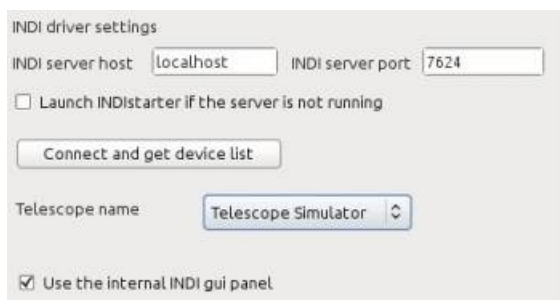 INDI driver settings
INDI server host localhost INDI server port 7624
Launch INDIstarter if the server is not running
Connect and get device list
Telescope name Telescope Simulator
Use the internal INDI gui panel